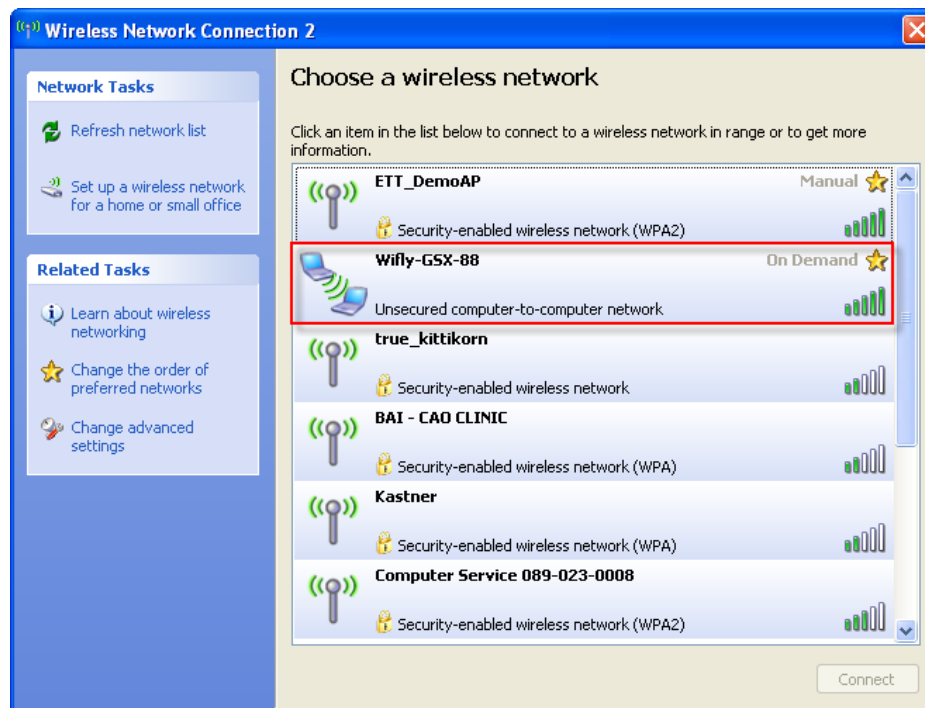 Wireless Network Connection 2
Network Tasks
Refresh network list
Set up a wireless network
for a home or small office
Related Tasks
Learn about wireless
networking
Change the order of
preferred networks
Change advanced
settings
Choose a wireless network
Click an item in the list below to connect to a wireless network in range or to get more
information.
ETT_DemoAP
Manual
Security-enabled wireless network (WPA2)
Wifly-GSX-88
On Demand
Unsecured computer-to-computer network
true_kittikorn
Security-enabled wireless network
BAI - CAO CLINIC
Security-enabled wireless network (WPA)
Kastner
Security-enabled wireless network (WPA)
Computer Service 089-023-0008
Security-enabled wireless network (WPA2)
Connect